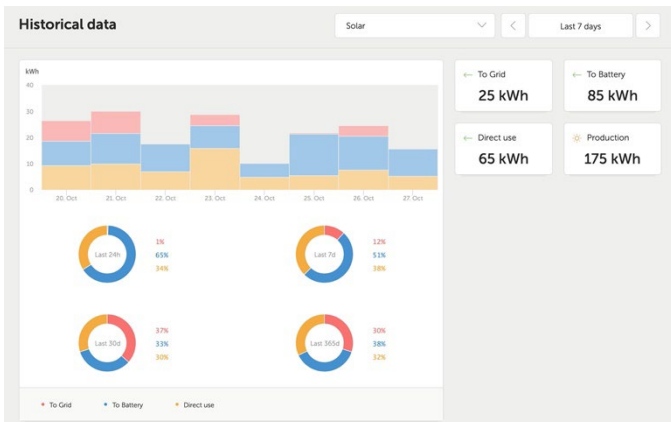 Historical data
Solar
Last 7 days
kWh
40
30
20
10
0
20. Oct
21. Oct
22. Oct
23. Oct
24. Oct
25. Oct
26. Oct
27. Oct
To Grid
25 kWh
To Battery
85 kWh
Direct use
65 kWh
Production
175 kWh
Last 24h
1%
65%
34%
Last 7d
12%
51%
38%
Last 30d
37%
33%
30%
Last 365d
30%
38%
32%
To Grid
To Battery
Direct use